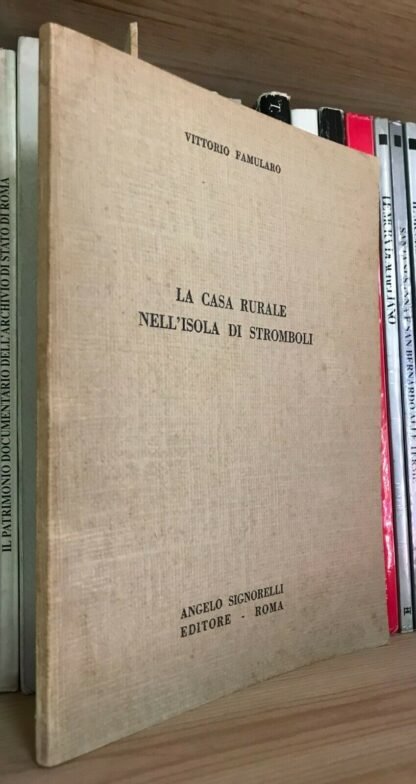 VITTORIO FAMULARO
LA CASA RURALE
NELL'ISOLA DI STROMBOLI
ANGELO SIGNORELLI
EDITORE - ROMA
IL PATRIMONIO DOCUMENTARIO DELL'ARCHIVIO DI STATO DI ROMA